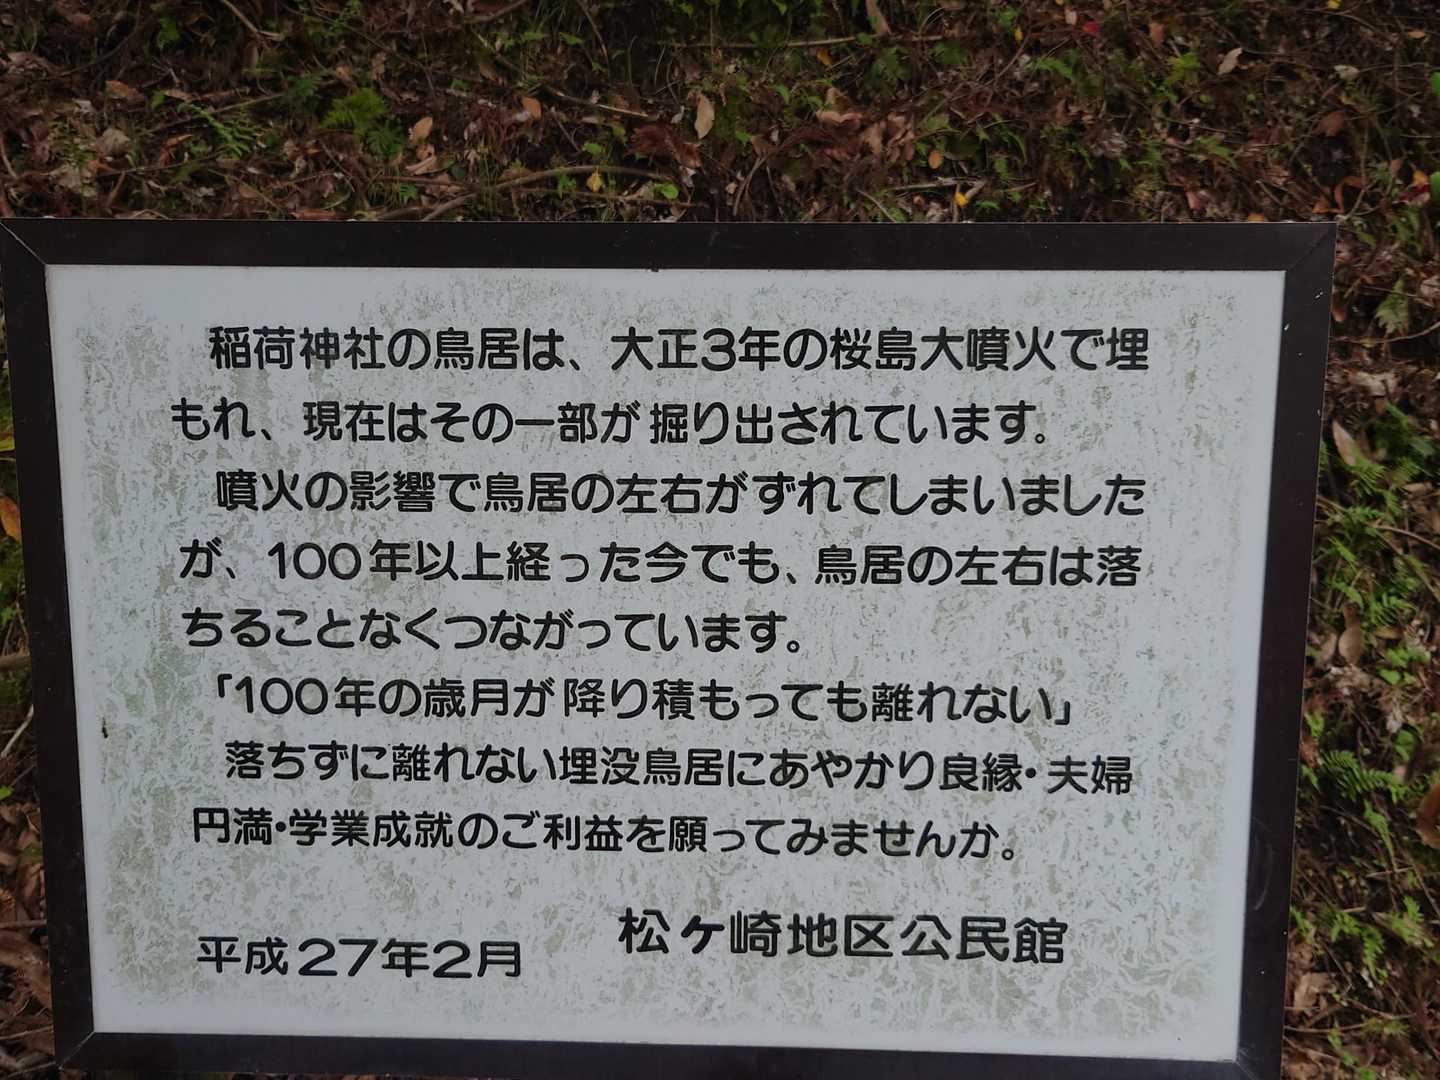 稲荷神社の鳥居は、大正3年の桜島大噴火で埋
もれ、現在はその一部が掘り出されています。
噴火の影響で鳥居の左右がずれてしまいました
が、100年以上経った今でも、鳥居の左右は落
ちることなくつながっています。
「100年の歳月が降り積もっても離れない」
落ちずに離れない埋没鳥居にあやかり良縁・夫婦
円満・学業成就のご利益を願ってみませんか。
平成27年2月 松ヶ崎地区公民館